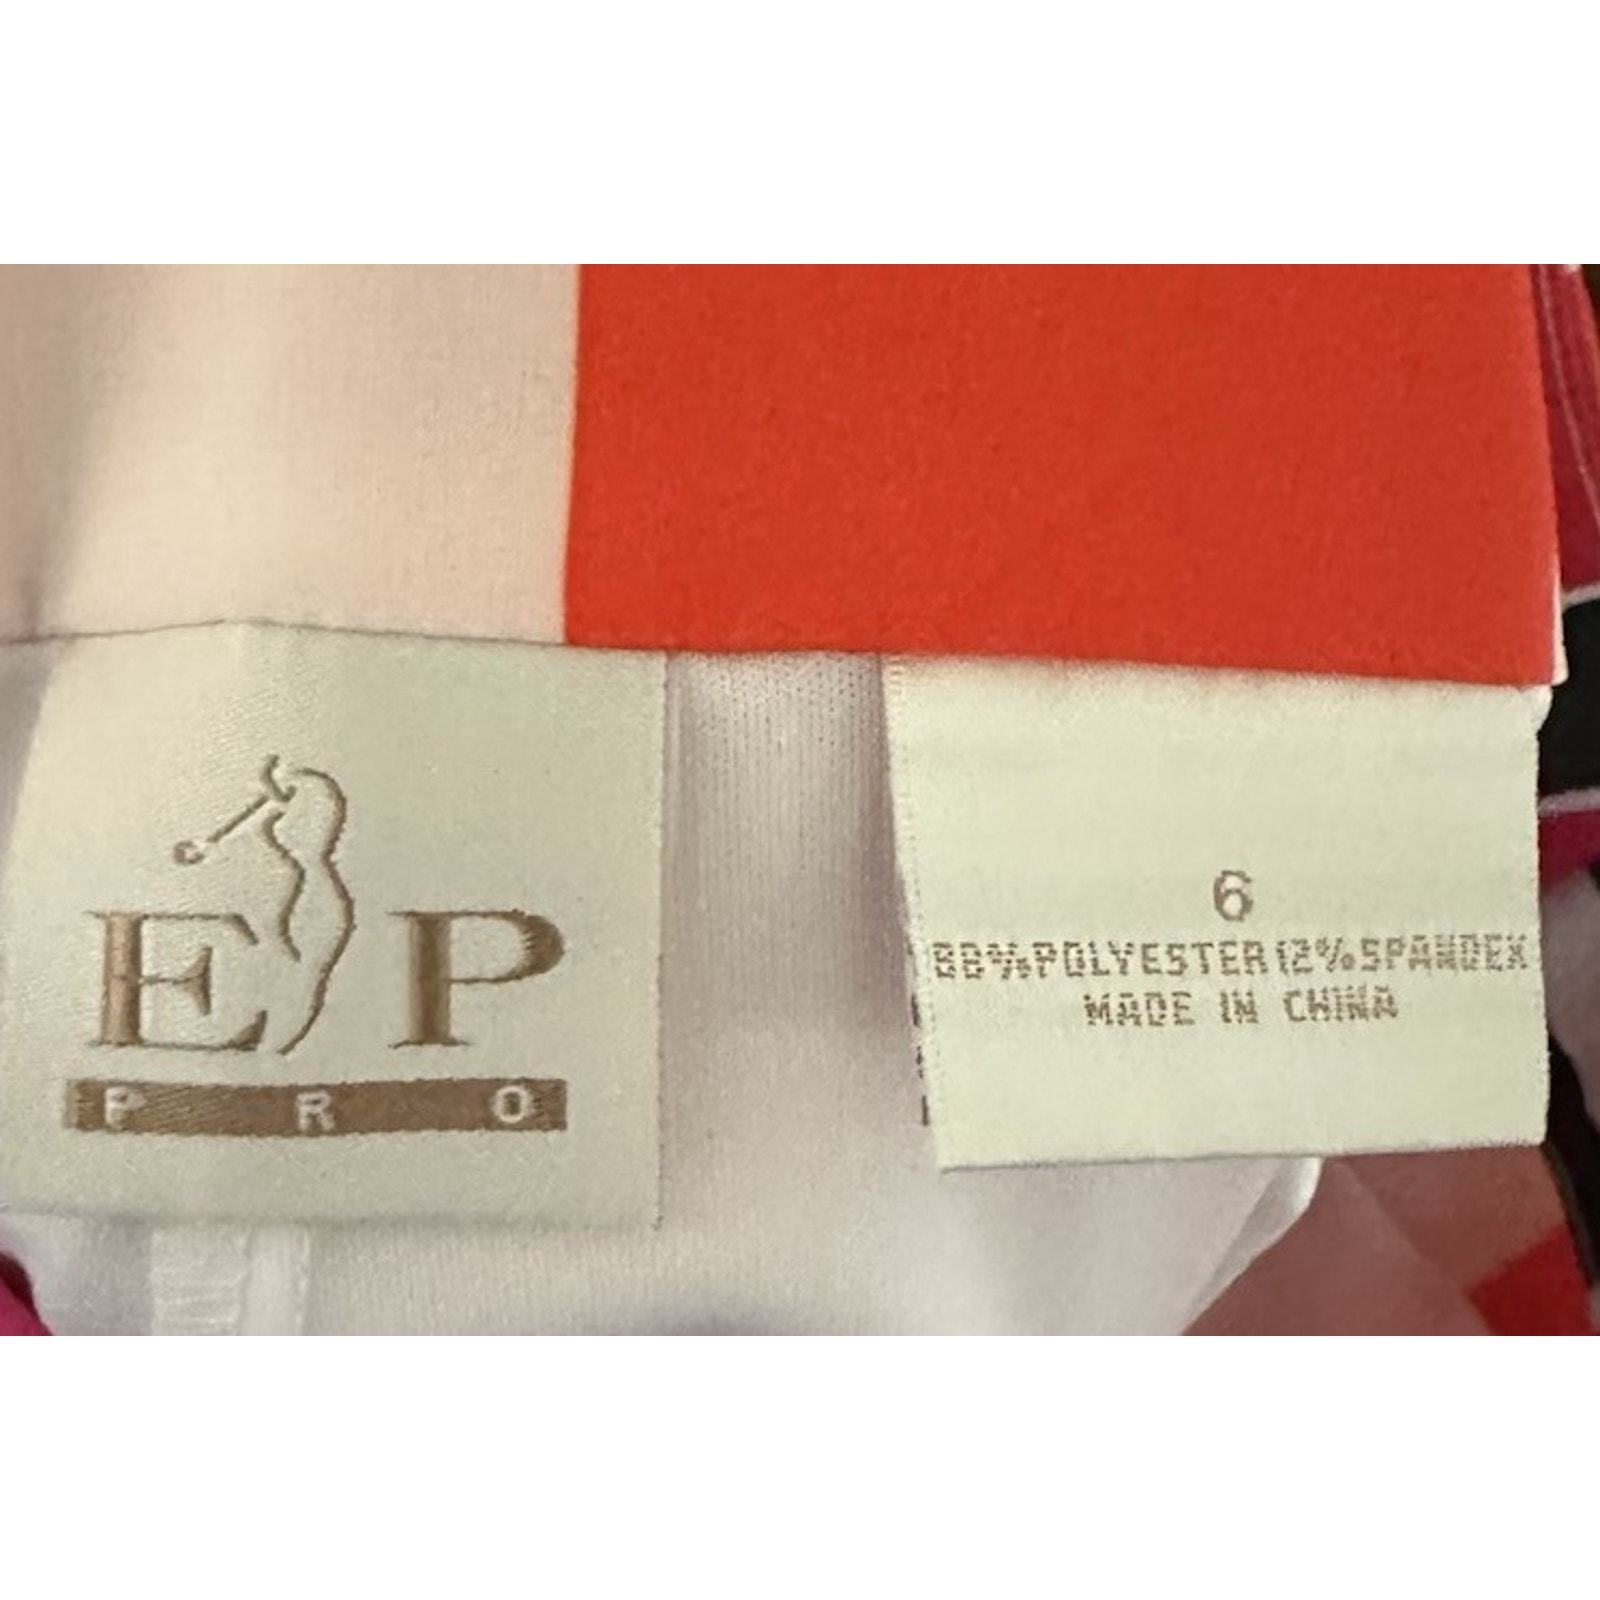 EP
PRO
6
88%POLYESTER 12%SPANDEX
MADE IN CHINA